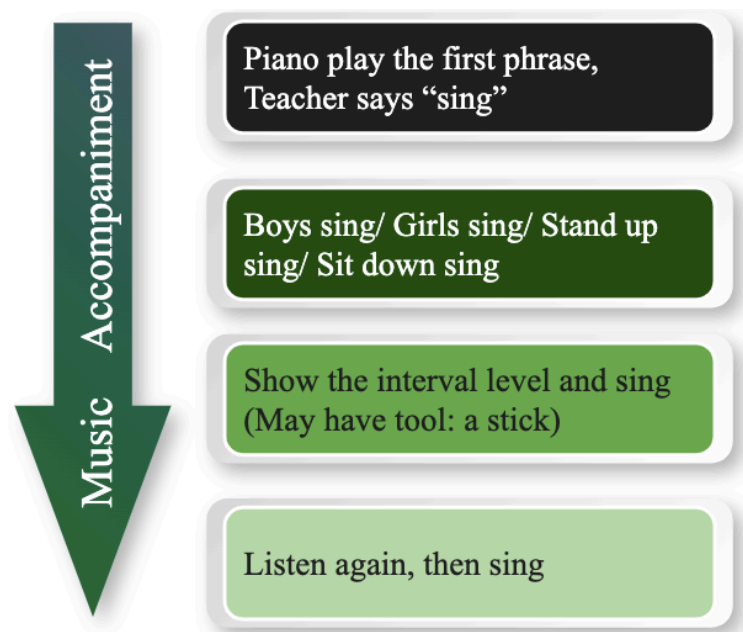 Music Accompaniment
Piano play the first phrase,
Teacher says “sing”
Boys sing/ Girls sing/ Stand up
sing/ Sit down sing
Show the interval level and sing
(May have tool: a stick)
Listen again, then sing